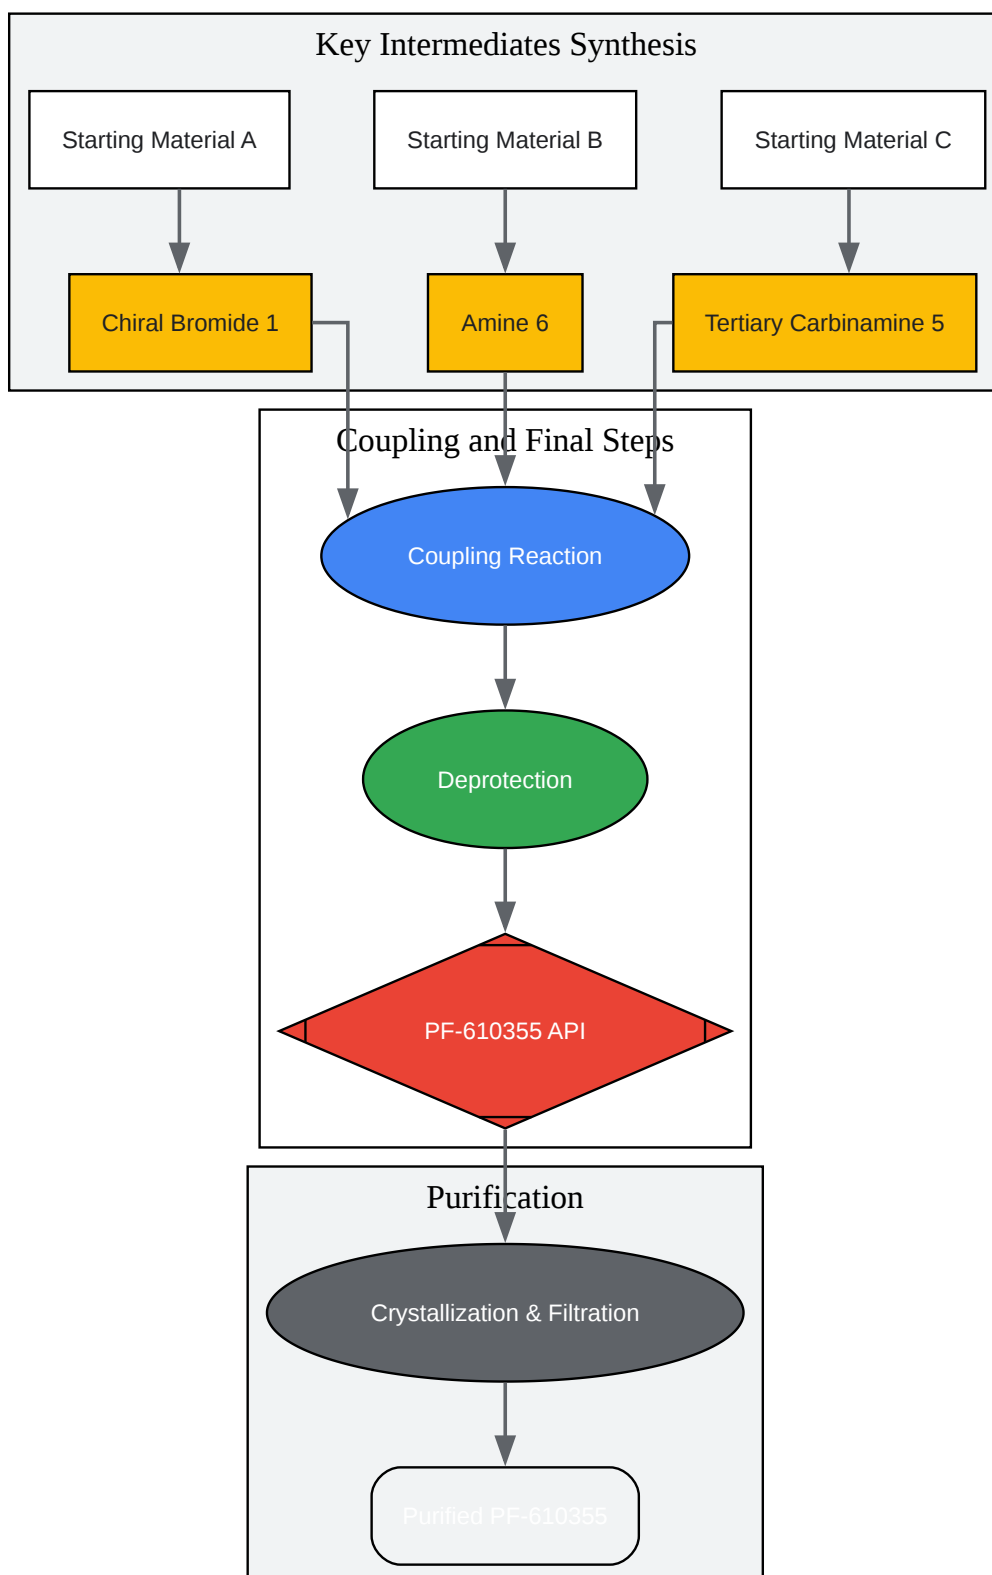 Key Intermediates Synthesis
Starting Material A
Starting Material B
Starting Material C
Chiral Bromide 1
Amine 6
Tertiary Carbinamine 5
Coupling and Final Steps
Coupling Reaction
Deprotection
PF-610355 API
Purification
Crystallization & Filtration
Purified PF-610355